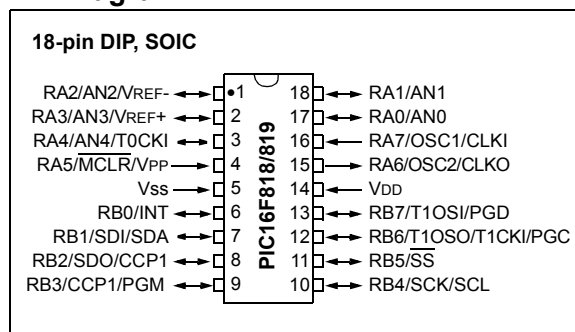 18-pin DIP, SOIC
RA2/AN2/VREF- 1 18 RA1/AN1
RA3/AN3/VREF+ 2 17 RA0/AN0
RA4/AN4/T0CKI 3 16 RA7/OSC1/CLKI
RA5/MCLR/VPP 4 15 RA6/OSC2/CLKO
Vss 5 14 VDD
RB0/INT 6 13 RB7/T1OSI/PGD
RB1/SDI/SDA 7 12 RB6/T1OSO/T1CKI/PGC
RB2/SDO/CCP1 8 11 RB5/SS
RB3/CCP1/PGM 9 10 RB4/SCK/SCL
PIC16F818/819